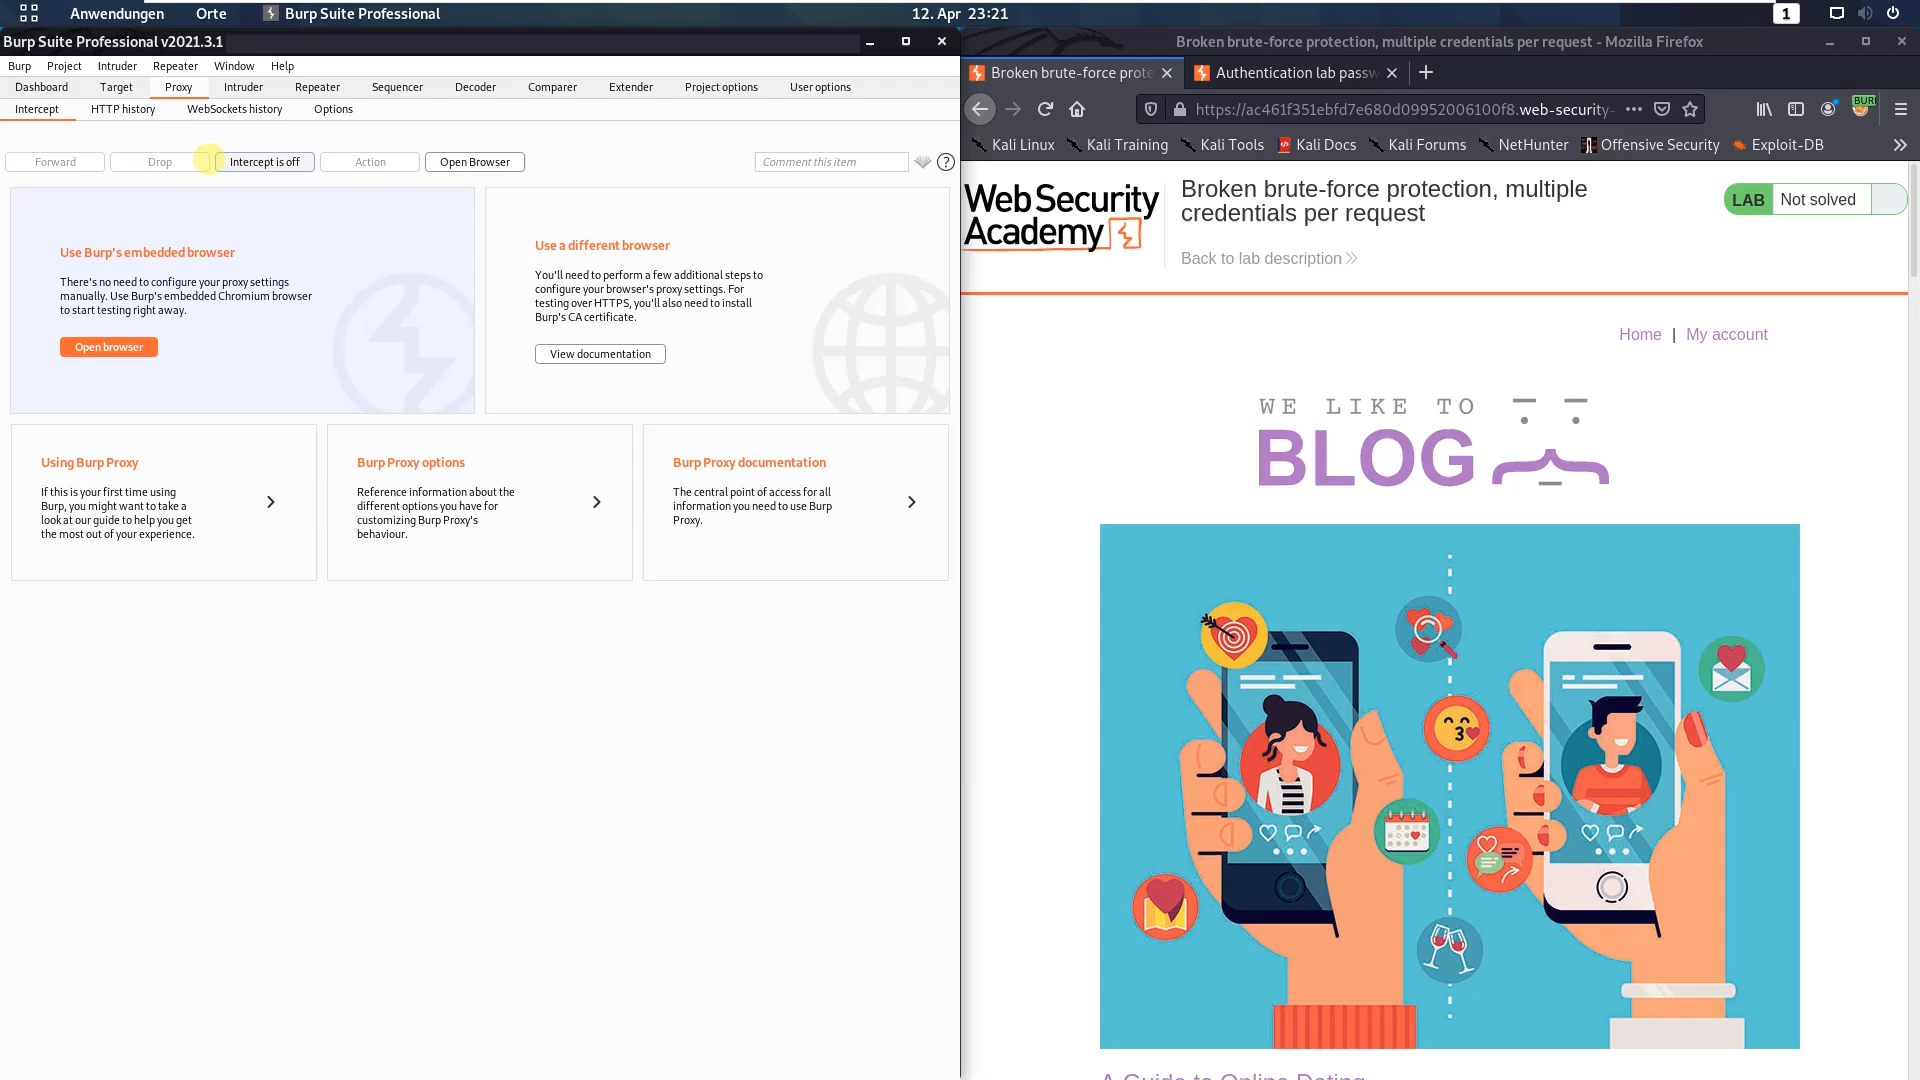 Anwendungen Orte Burp Suite Professional 12. Apr 23:21 1
Burp Suite Professional v2021.3.1
Burp Project Intruder Repeater Window Help
Dashboard Target Proxy Intruder Repeater Sequencer Decoder Comparer Extender Project options User options
Intercept HTTP history WebSockets history Options
Forward Drop Intercept is off Action Open Browser Comment this item ?
Use Burp's embedded browser
There's no need to configure your proxy settings
manually. Use Burp's embedded Chromium browser
to start testing right away.
Open browser
Use a different browser
You'll need to perform a few additional steps to
configure your browser's proxy settings. For
testing over HTTPS, you'll also need to install
Burp's CA certificate.
View documentation
Using Burp Proxy
If this is your first time using
Burp, you might want to take a
look at our guide to help you get
the most out of your experience.
Burp Proxy options
Reference information about the
different options you have for
customizing Burp Proxy's
behaviour.
Burp Proxy documentation
The central point of access for all
information you need to use Burp
Proxy.
Broken brute-force protection, multiple credentials per request - Mozilla Firefox
Broken brute-force prote Authentication lab passw
https://ac461f351ebfd7e680d09952006100f8.web-security- BURP
Kali Linux Kali Training Kali Tools Kali Docs Kali Forums NetHunter Offensive Security Exploit-DB
Web Security
Academy
Broken brute-force protection, multiple
credentials per request
Back to lab description
LAB Not solved
Home | My account
WE LIKE TO
BLOG
A Guide to Online Dating